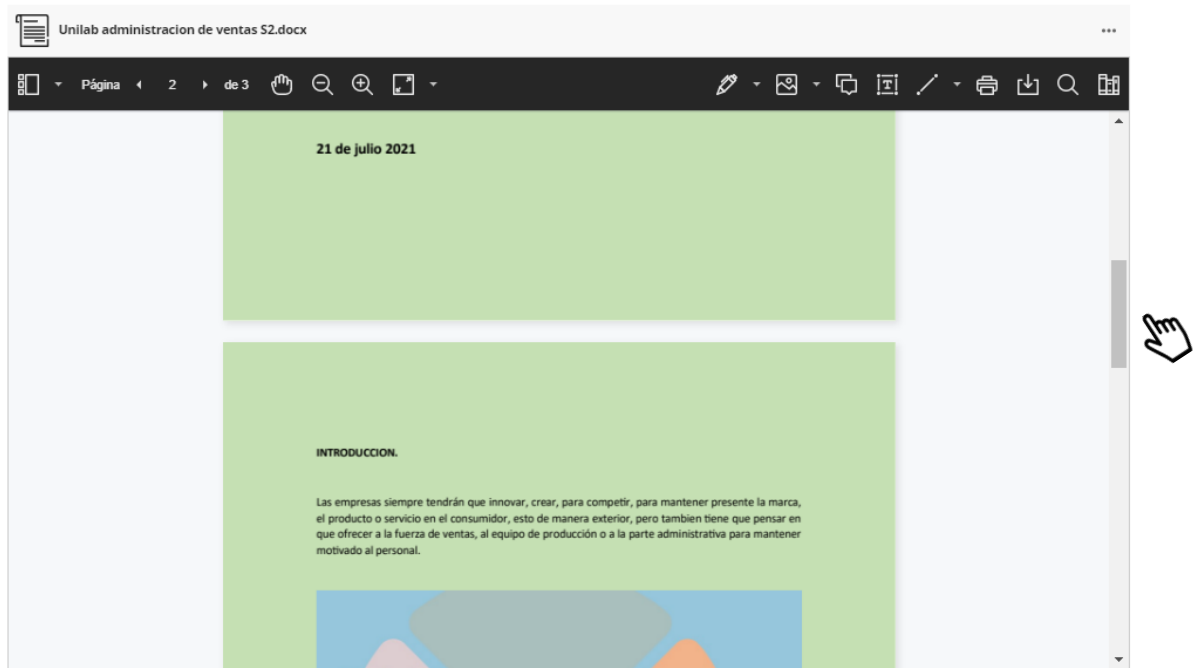 Unilab administracion de ventas S2.docx
Página 2 de 3
21 de julio 2021
INTRODUCCION.
Las empresas siempre tendrán que innovar, crear, para competir, para mantener presente la marca,
el producto o servicio en el consumidor, esto de manera exterior, pero tambien tiene que pensar en
que ofrecer a la fuerza de ventas, al equipo de producción o a la parte administrativa para mantener
motivado al personal.